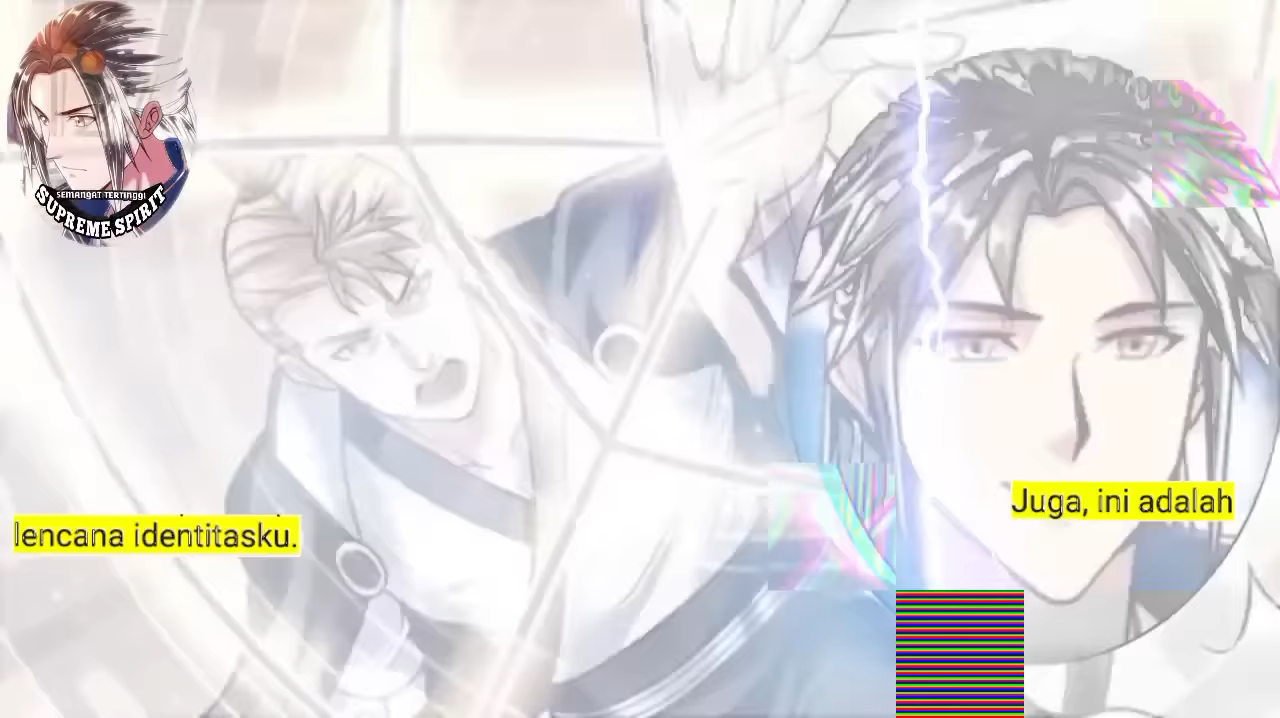 SEMANGAT TERTINGGI
SUPREME SPIRIT
Juga, ini adalah
lencana identitasku.